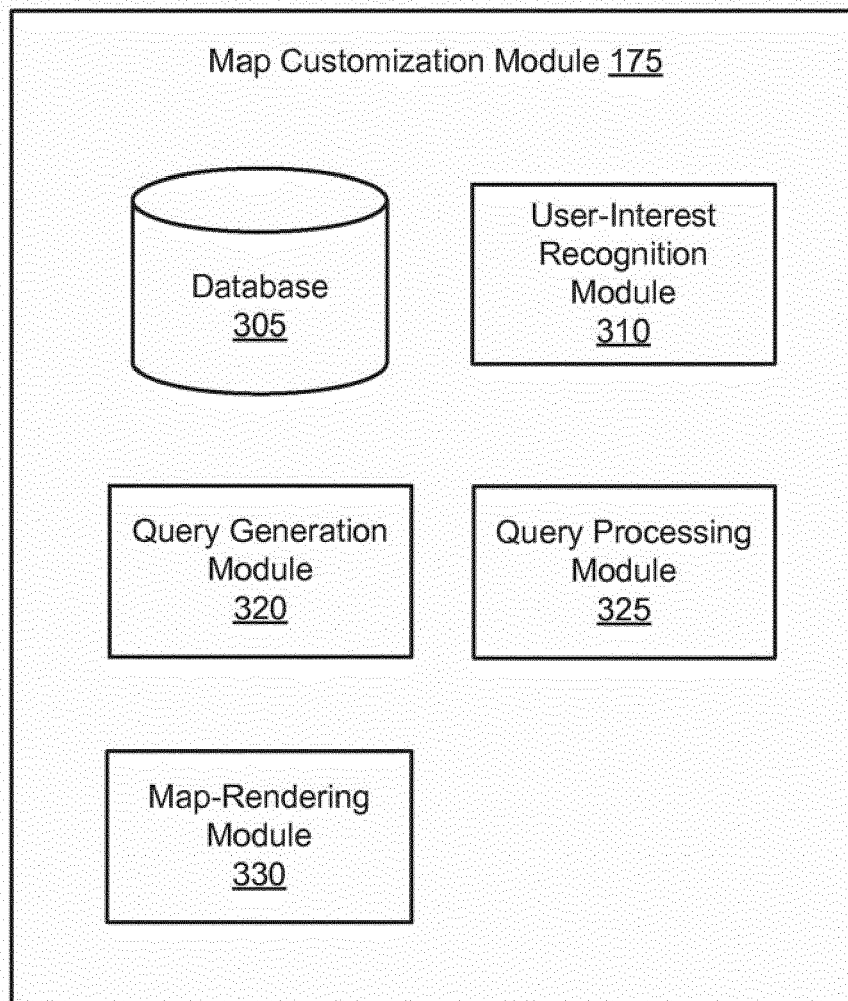 Map Customization Module 175
Database
305
User-Interest
Recognition
Module
310
Query Generation
Module
320
Query Processing
Module
325
Map-Rendering
Module
330